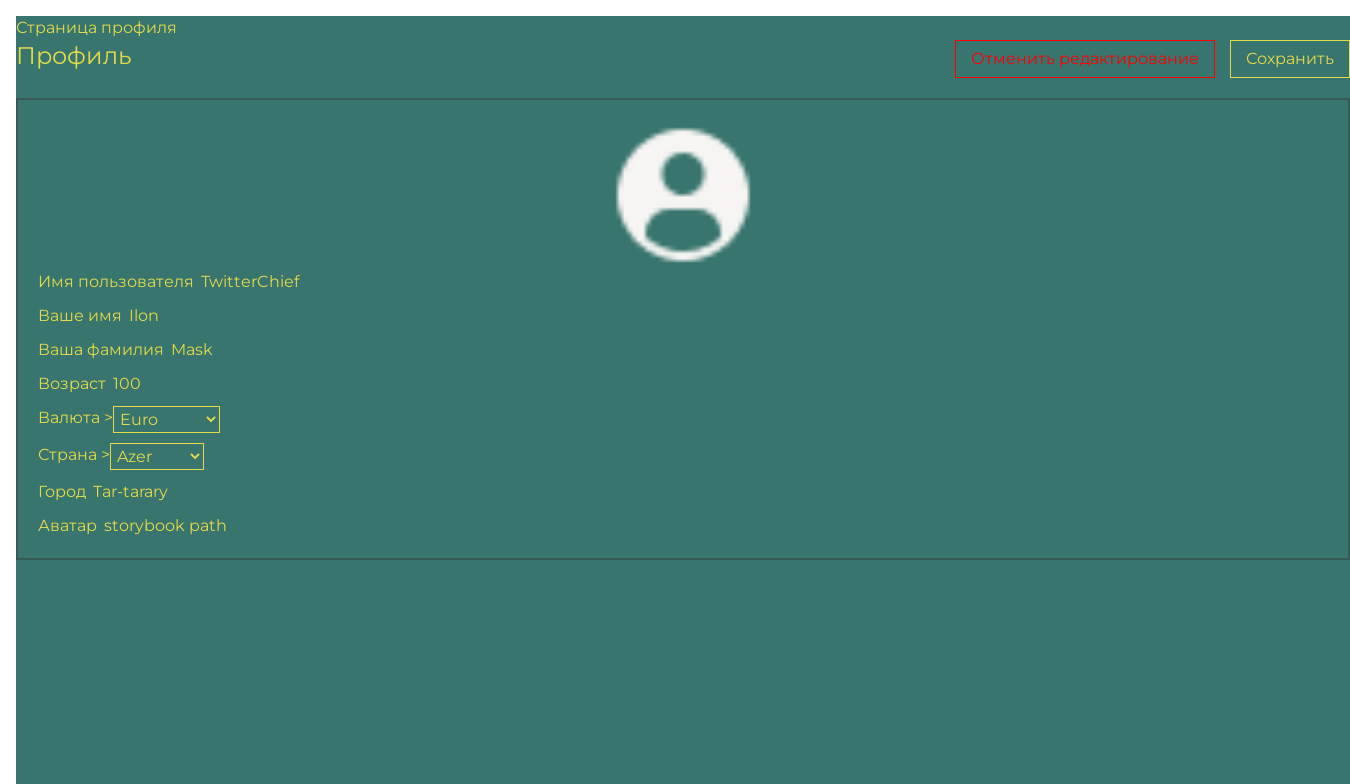 Страница профиля
Профиль
Отменить редактирование
Сохранить
Имя пользователя TwitterChief
Ваше имя Ilon
Ваша фамилия Mask
Возраст 100
Валюта > Euro
Страна > Azer
Город Tar-tarary
Аватар storybook path